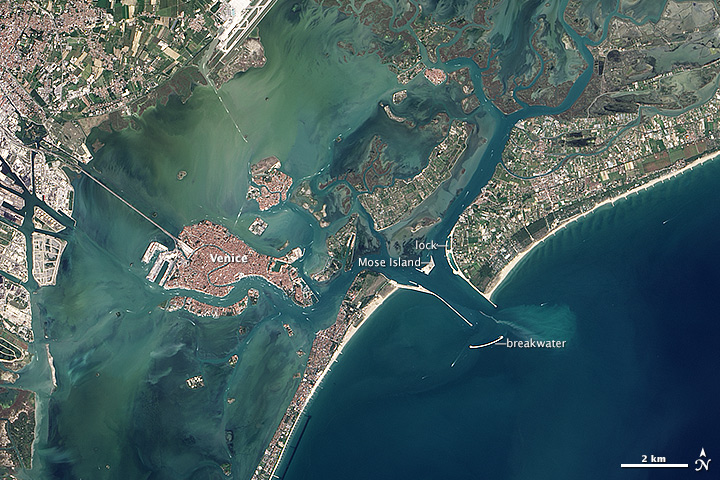 lock
Venice
Mose Island
breakwater
2 km
N